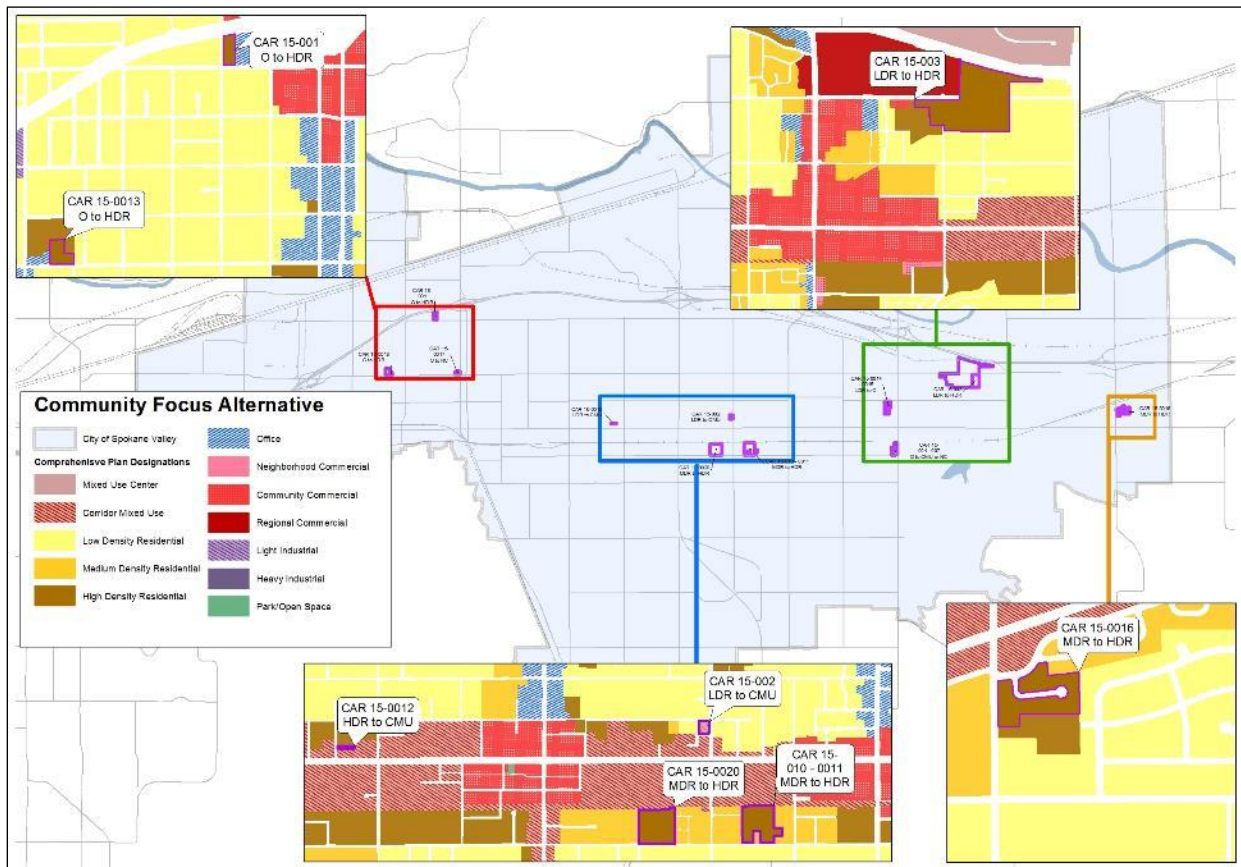 CAR 15-001
O to HDR
CAR 15-0013
O to HDR
CAR 15-003
LDR to HDR
Community Focus Alternative
City of Spokane Valley
Comprehenisve Plan Designations
Mixed Use Center
Corridor Mixed Use
Low Density Residential
Medium Density Residential
High Density Residential
Office
Neighborhood Commercial
Community Commercial
Regional Commercial
Light Industrial
Heavy Industrial
Park/Open Space
CAR 15-0012
HDR to CMU
CAR 15-002
LDR to CMU
CAR 15-0020
MDR to HDR
CAR 15-
010 - 0011
MDR to HDR
CAR 15-0016
MDR to HDR